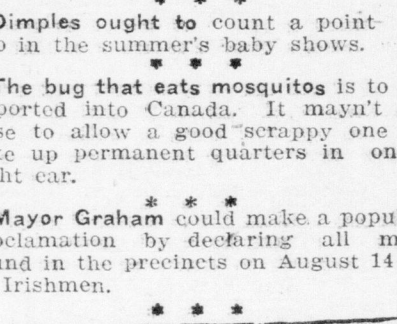 * * *
Dimples ought to count a point
o in the summer's baby shows.
* * *
The bug that eats mosquitos is to
ported into Canada. It mayn't
se to allow a good scrappy one
ke up permanent quarters in on
ht ear.
* * *
Mayor Graham could make a popu
oclamation by declaring all m
und in the precincts on August 14
Irishmen.
* * *